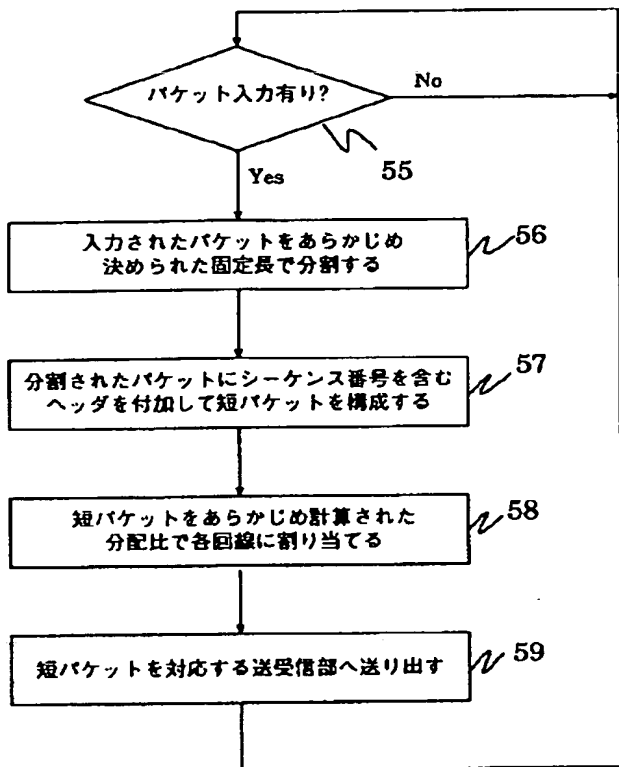 パケット入力有り?
No
55
Yes
入力されたパケットをあらかじめ
決められた固定長で分割する
56
分割されたパケットにシーケンス番号を含む
ヘッダを付加して短パケットを構成する
57
短パケットをあらかじめ計算された
分配比で各回線に割り当てる
58
短パケットを対応する送受信部へ送り出す
59